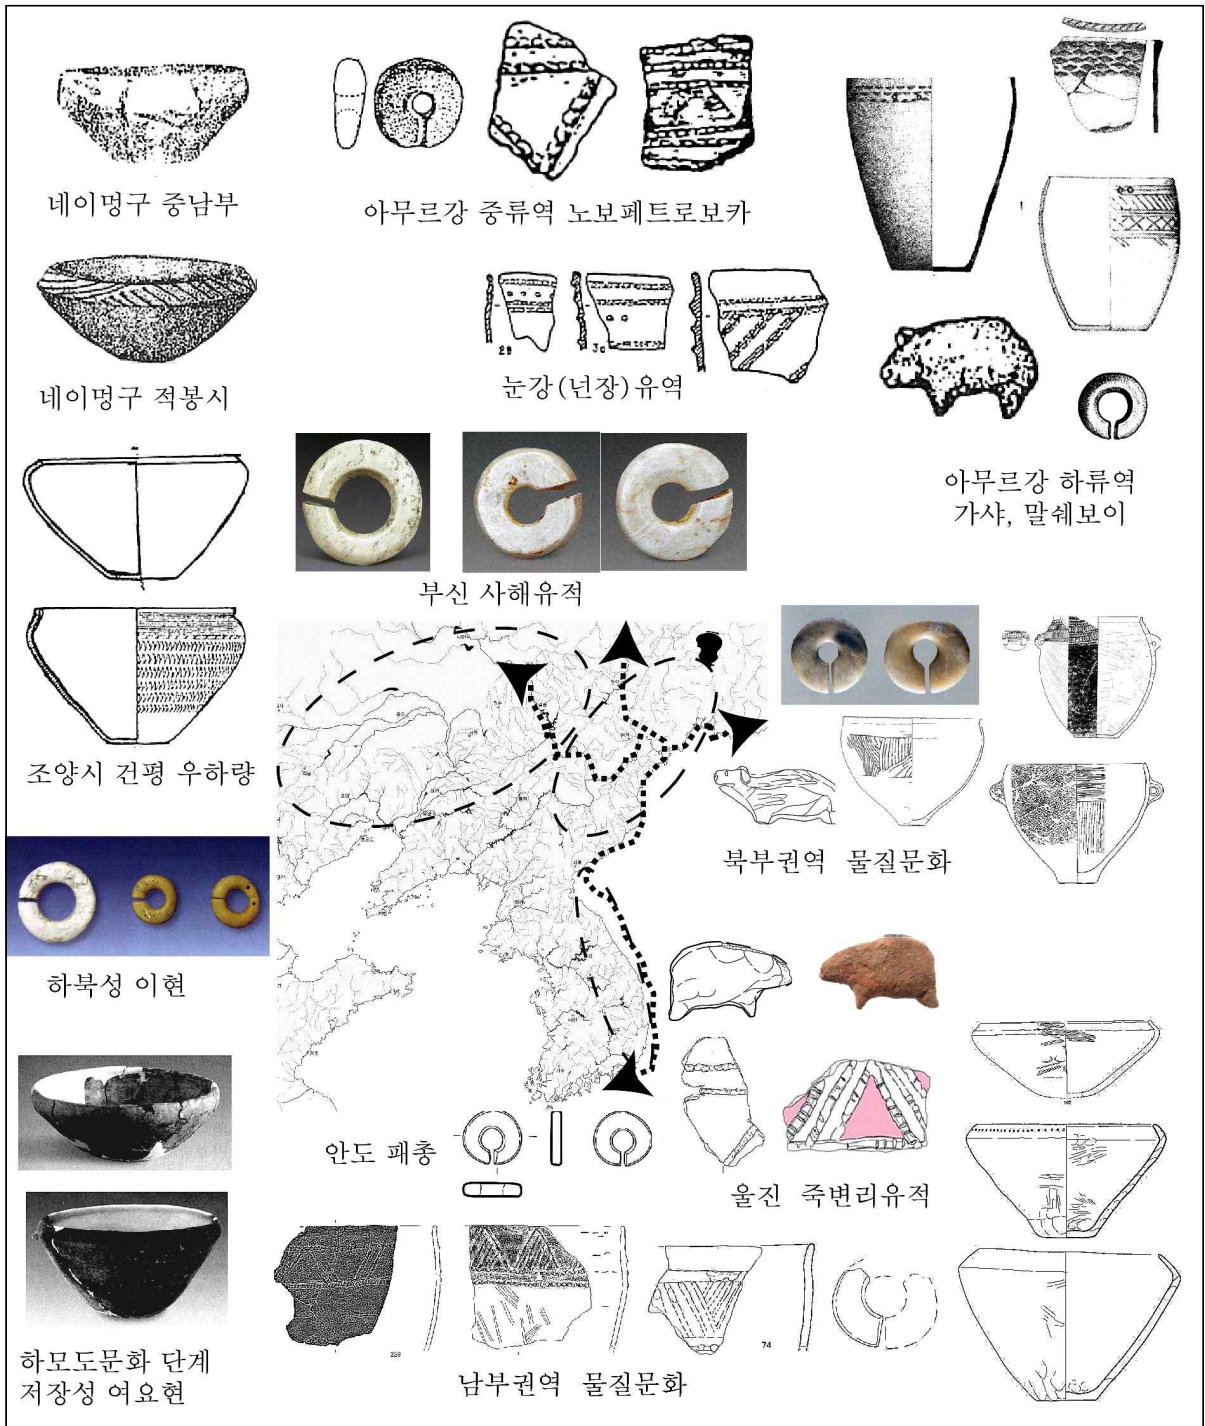 네이멍구 중남부
아무르강 중류역 노보페트로보카
29
30
눈강(넌장)유역
네이멍구 적봉시
아무르강 하류역
가샤, 말쉐보이
부신 사해유적
조양시 건평 우하량
북부권역 물질문화
하북성 이현
안도 패총
울진 죽변리유적
하모도문화 단계
저장성 여요현
74
남부권역 물질문화